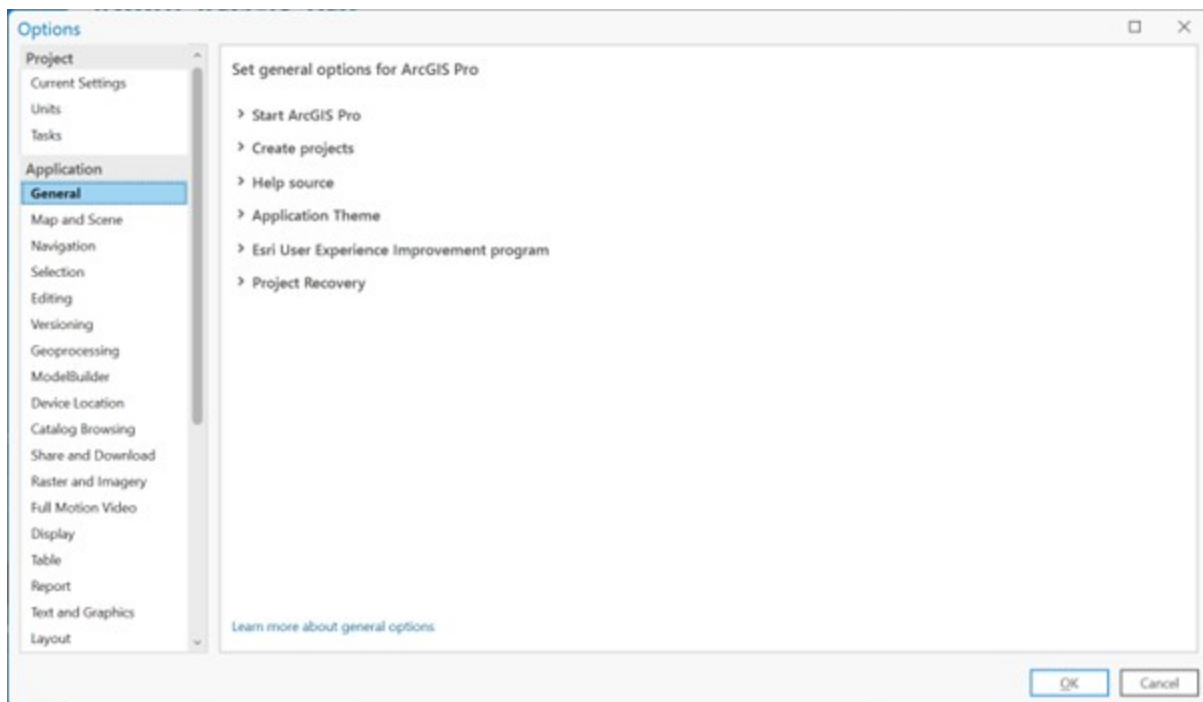 Options
Project
Current Settings
Units
Tasks
Application
General
Map and Scene
Navigation
Selection
Editing
Versioning
Geoprocessing
ModelBuilder
Device Location
Catalog Browsing
Share and Download
Raster and Imagery
Full Motion Video
Display
Table
Report
Text and Graphics
Layout
Set general options for ArcGIS Pro
Start ArcGIS Pro
Create projects
Help source
Application Theme
Esri User Experience Improvement program
Project Recovery
Learn more about general options
OK
Cancel